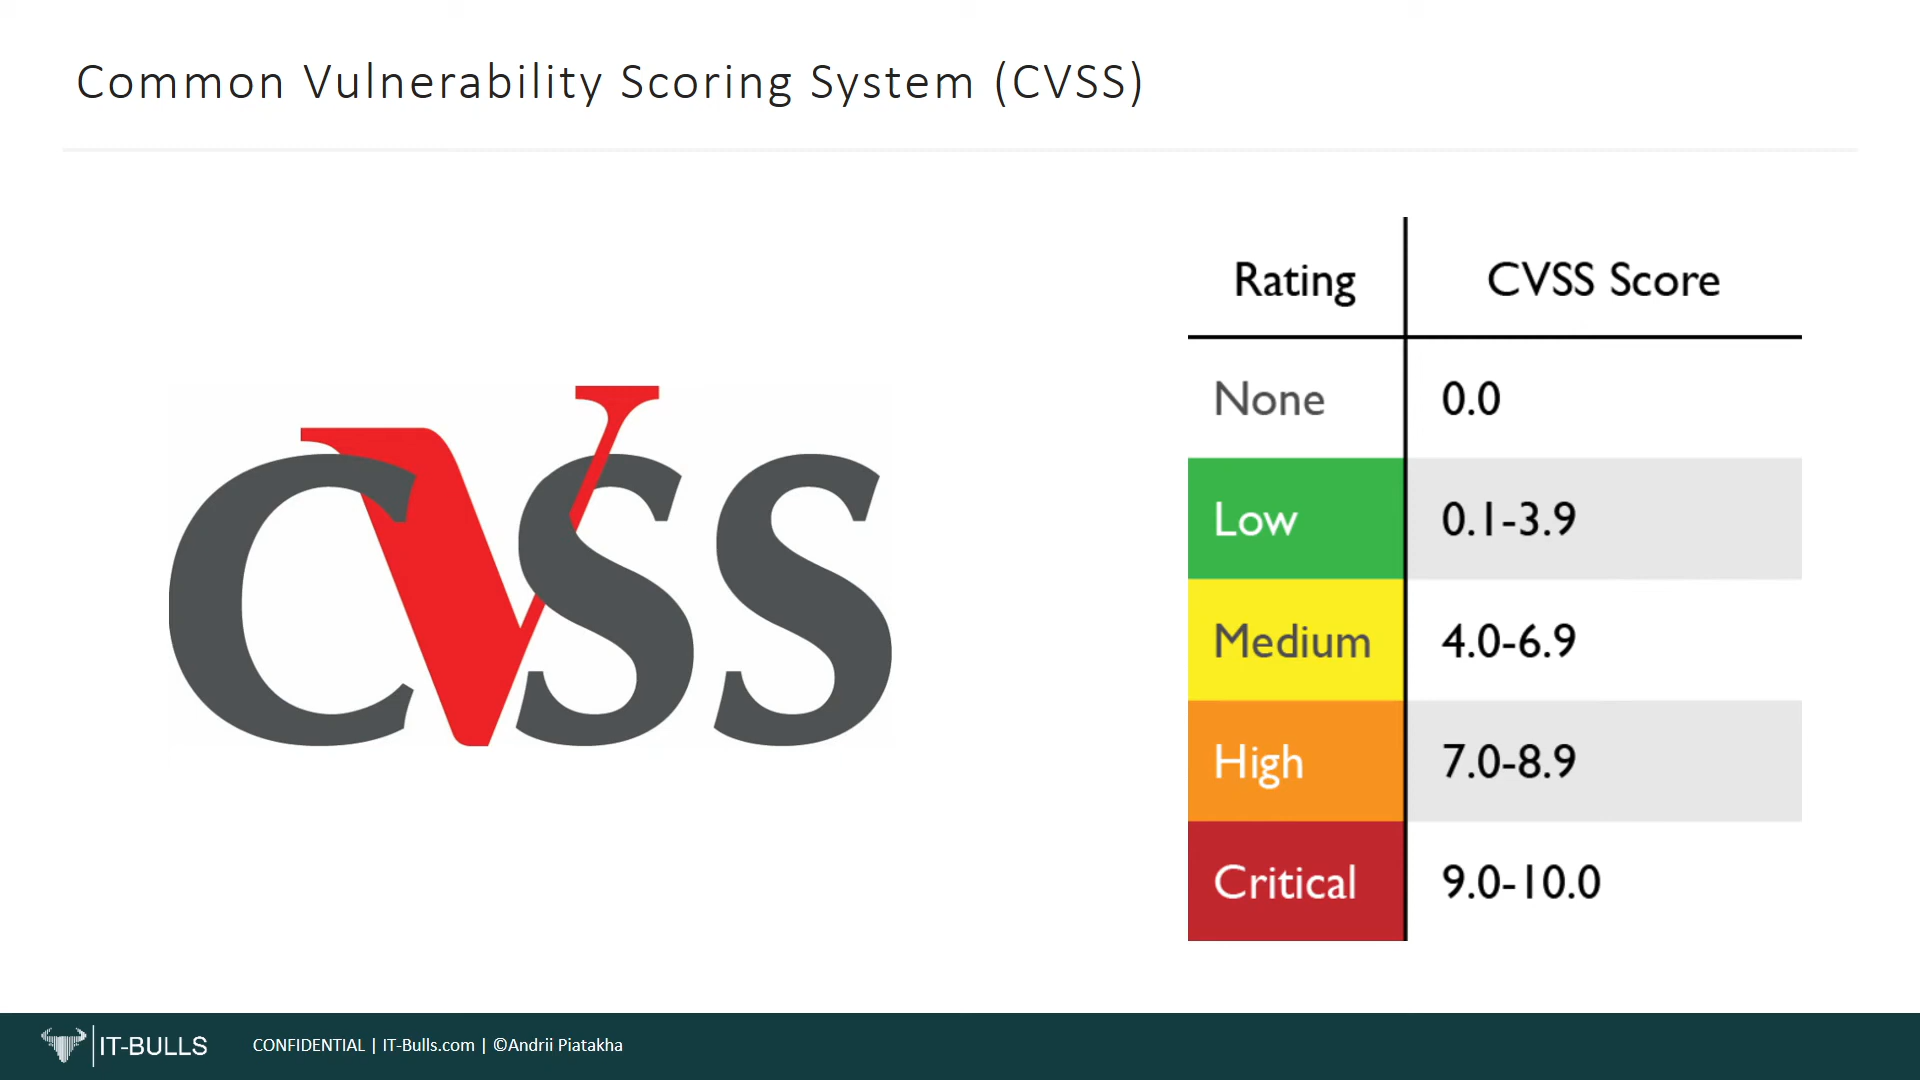 Common Vulnerability Scoring System (CVSS)
CVSS
Rating CVSS Score
None 0.0
Low 0.1-3.9
Medium 4.0-6.9
High 7.0-8.9
Critical 9.0-10.0
IT-BULLS CONFIDENTIAL | IT-Bulls.com | ©Andrii Piatakha